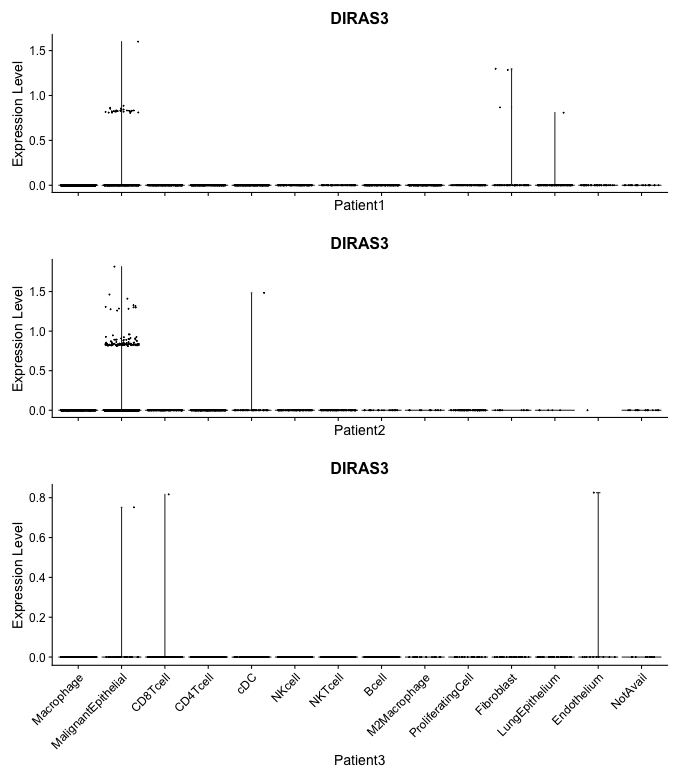 DIRAS3
Expression Level
1.5
1.0
0.5
0.0
Patient1
DIRAS3
Expression Level
1.5
1.0
0.5
0.0
Patient2
DIRAS3
Expression Level
0.8
0.6
0.4
0.2
0.0
Macrophage
MalignantEpithelial
CD8Tcell
CD4Tcell
cDC
NKcell
NKTcell
Bcell
M2Macrophage
ProliferatingCell
Fibroblast
LungEpithelium
Endothelium
NotAvail
Patient3